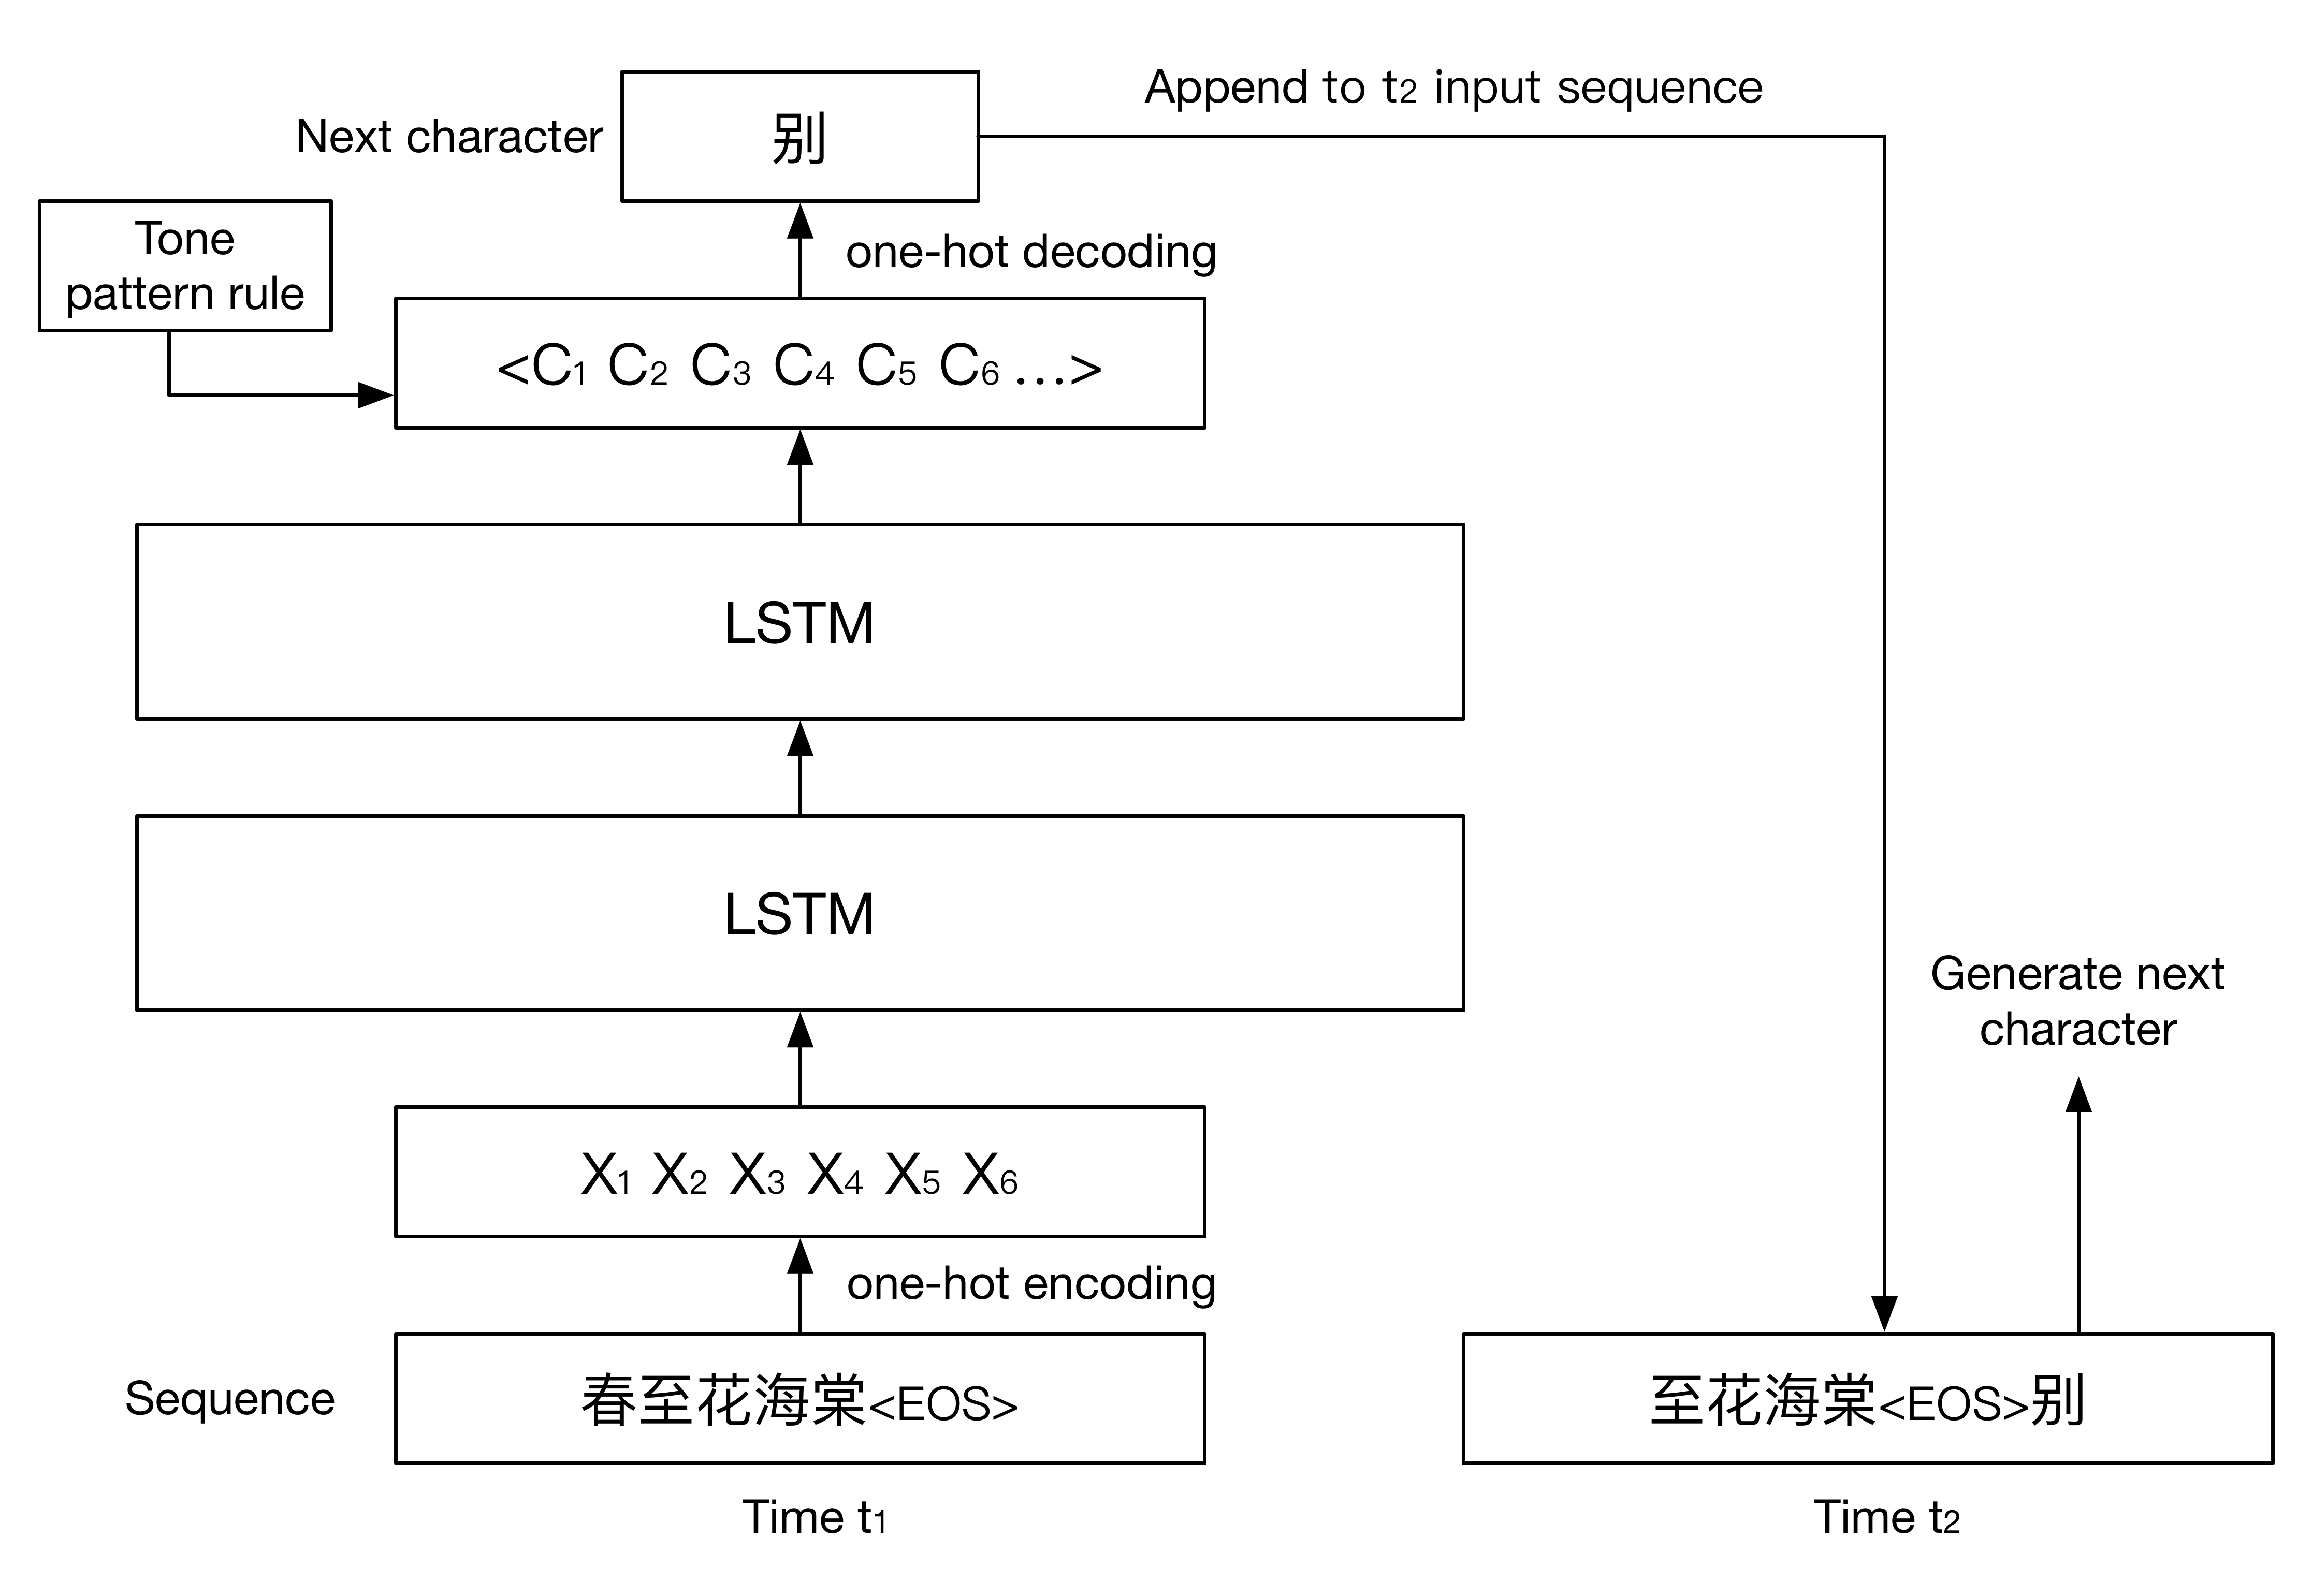 Append to t2 input sequence
Next character
别
Tone
pattern rule
one-hot decoding
<C1 C2 C3 C4 C5 C6 ...>
LSTM
LSTM
Generate next
character
X1 X2 X3 X4 X5 X6
one-hot encoding
Sequence
春至花海棠<EOS>
至花海棠<EOS>别
Time t1
Time t2